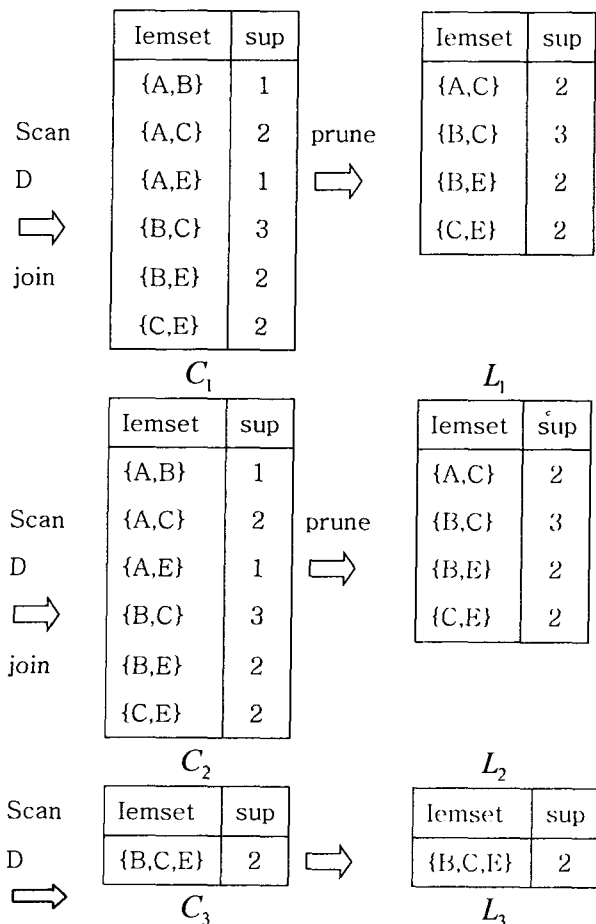 Iemset sup Iemset sup
{A,B} 1 {A,C} 2
Scan {A,C} 2 prune {B,C} 3
D {A,E} 1 {B,E} 2
{B,C} 3 {C,E} 2
join {B,E} 2
{C,E} 2
C₁ L₁
Iemset sup Iemset sup
{A,B} 1 {A,C} 2
Scan {A,C} 2 prune {B,C} 3
D {A,E} 1 {B,E} 2
{B,C} 3 {C,E} 2
join {B,E} 2
{C,E} 2
C₂ L₂
Scan Iemset sup Iemset sup
D {B,C,E} 2 {B,C,E} 2
C₃ L₃